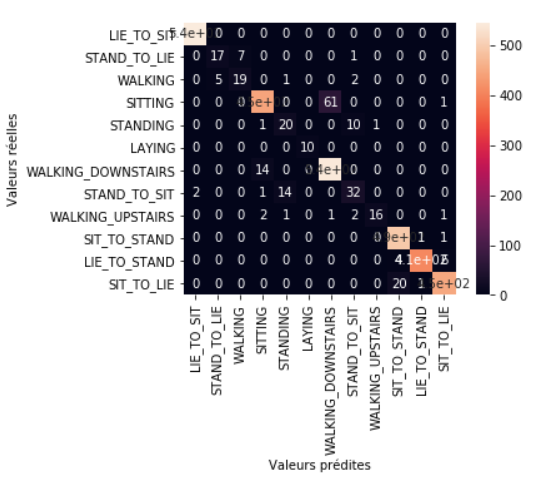 LIE_TO_SIT 5.4e+ 0 0 0 0 0 0 0 0 0 0
STAND_TO_LIE 0 17 7 0 0 0 0 1 0 0 0 0
WALKING 0 5 19 0 1 0 0 2 0 0 0 0
SITTING 0 0 0 0 61 0 0 0 0 1
STANDING 0 0 0 1 20 0 0 10 1 0 0 0
LAYING 0 0 0 0 0 10 0 0 0 0 0 0
WALKING_DOWNSTAIRS 0 0 0 14 0 0 0 0 0 0
STAND_TO_SIT 2 0 0 1 14 0 0 32 0 0 0 0
WALKING_UPSTAIRS 0 0 0 2 1 0 1 2 16 0 0 1
SIT_TO_STAND 0 0 0 0 0 0 0 0 1 1
LIE_TO_STAND 0 0 0 0 0 0 0 0 0 4 6
SIT_TO_LIE 0 0 0 0 0 0 0 0 0 20 1
LIE_TO_SIT
STAND_TO_LIE
WALKING
SITTING
STANDING
LAYING
WALKING_DOWNSTAIRS
STAND_TO_SIT
WALKING_UPSTAIRS
SIT_TO_STAND
LIE_TO_STAND
SIT_TO_LIE
Valeurs réelles
Valeurs prédites
500
400
300
200
100
0